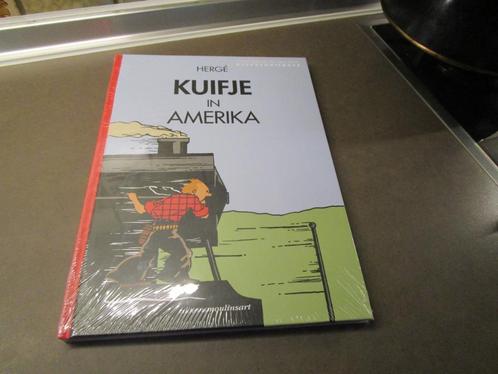 HERGÉ
KUIFJE
IN
AMERIKA
moulinsart